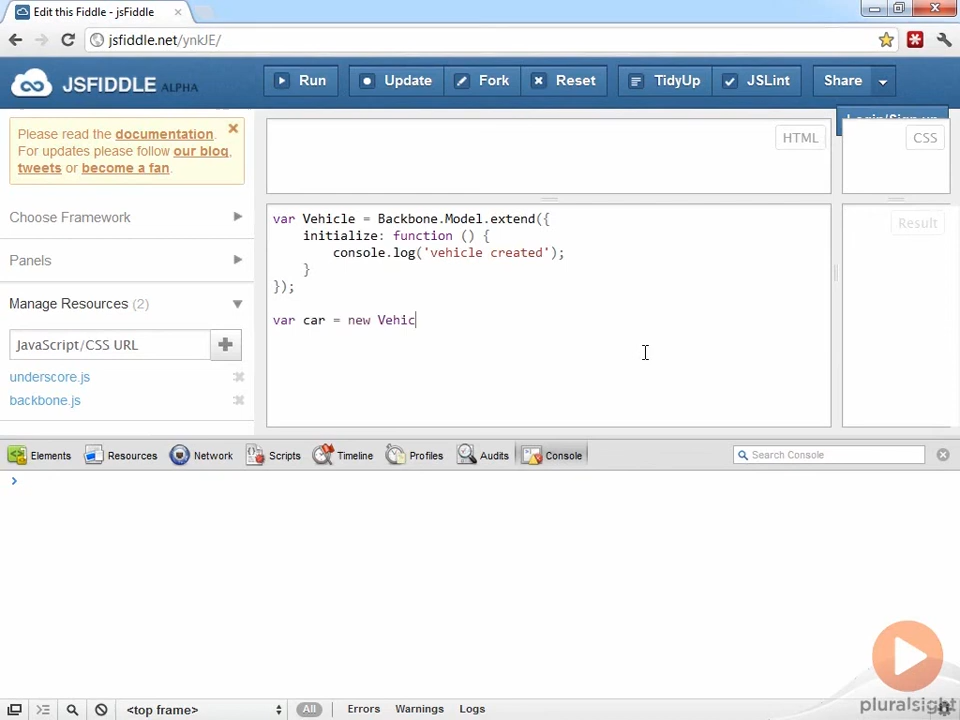 Edit this Fiddle - jsFiddle
jsfiddle.net/ynkJE/
JSFIDDLE ALPHA
Run
Update
Fork
Reset
TidyUp
JSLint
Share
Login/Sign up
Please read the documentation.
For updates please follow our blog,
tweets or become a fan.
Choose Framework
Panels
Manage Resources (2)
JavaScript/CSS URL
underscore.js
backbone.js
HTML
CSS
Result
var Vehicle = Backbone.Model.extend({
initialize: function () {
console.log('vehicle created');
}
});
var car = new Vehic
Elements
Resources
Network
Scripts
Timeline
Profiles
Audits
Console
Search Console
>
<top frame>
All
Errors
Warnings
Logs
pluralsight